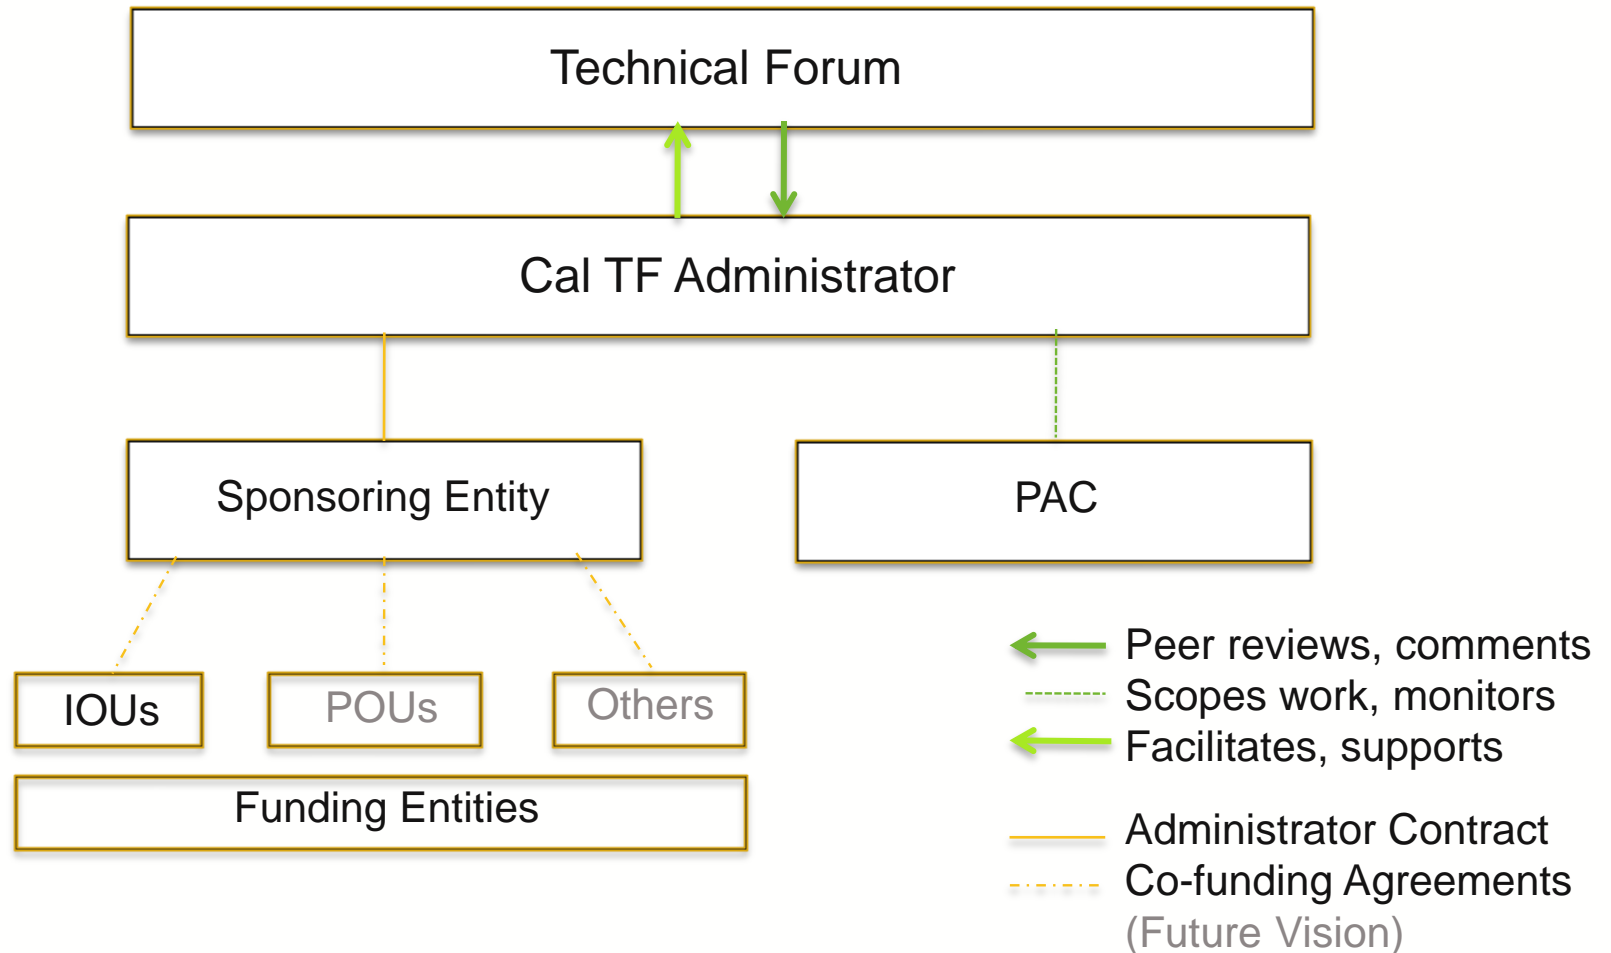 Technical Forum
Cal TF Administrator
Sponsoring Entity
PAC
IOUs
POUs
Others
Funding Entities
Peer reviews, comments
Scopes work, monitors
Facilitates, supports
Administrator Contract
Co-funding Agreements
(Future Vision)